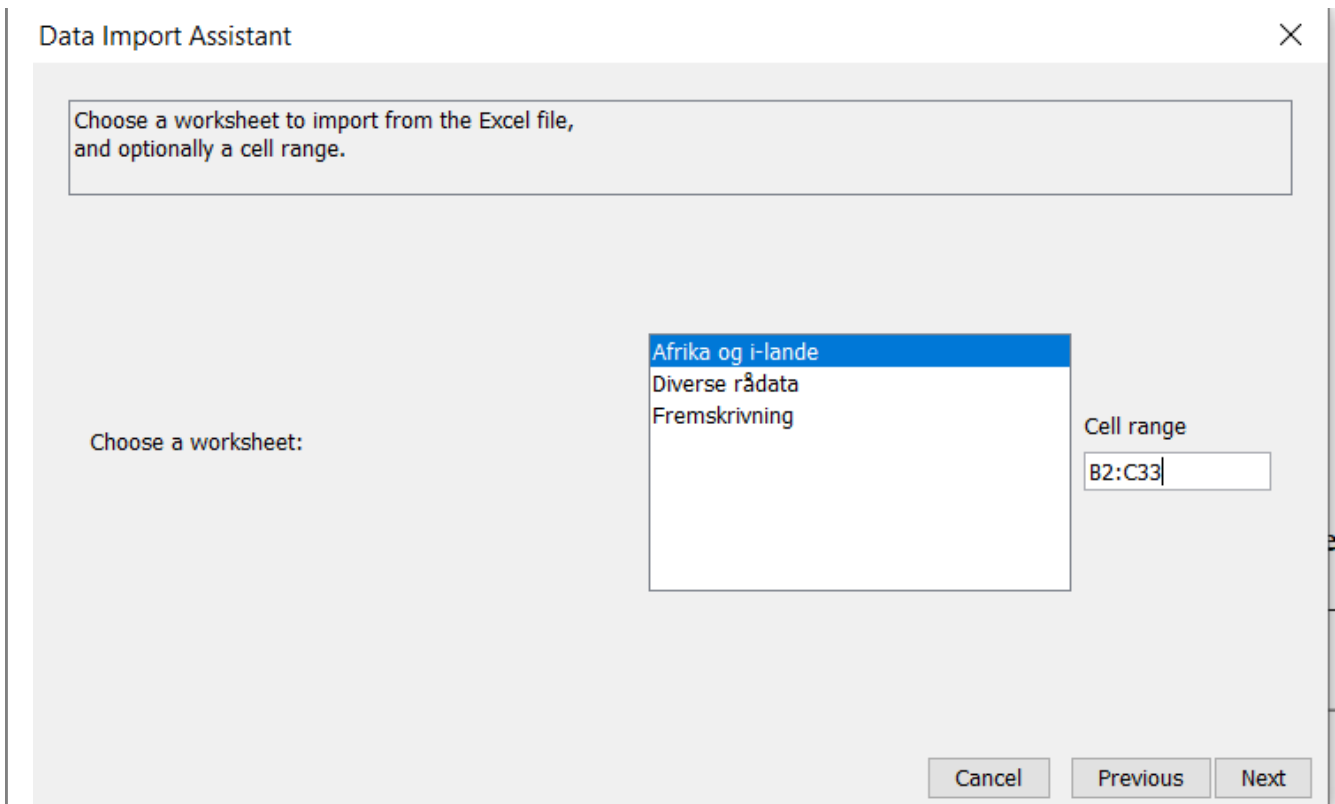 Data Import Assistant
Choose a worksheet to import from the Excel file,
and optionally a cell range.
Afrika og i-lande
Diverse rådata
Fremskrivning
Choose a worksheet:
Cell range
B2:C33
Cancel
Previous
Next